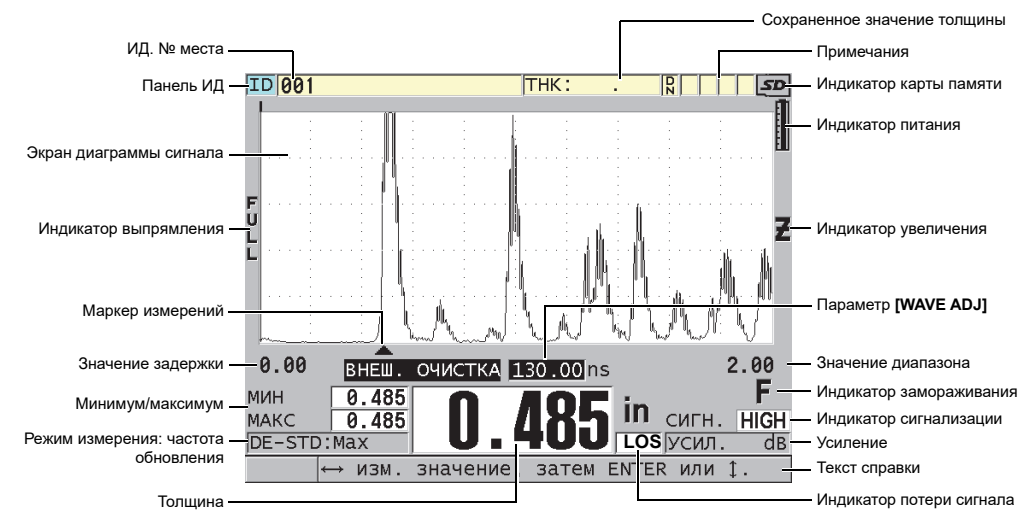 Сохраненное значение толщины
ИД. № места
Примечания
Панель ИД
ID 001 ТНК: . DN SD
Индикатор карты памяти
Индикатор питания
Экран диаграммы сигнала
FULL
Индикатор выпрямления
Z
Индикатор увеличения
Маркер измерений
Параметр [WAVE ADJ]
Значение задержки
0.00
ВНЕШ. ОЧИСТКА 130.00 ns
2.00
Значение диапазона
Минимум/максимум
МИН 0.485
МАКС 0.485
0.485 in
F
Индикатор замораживания
СИГН. HIGH
Индикатор сигнализации
Режим измерения: частота обновления
DE-STD:Max
LOS УСИЛ. dB
Усиление
↔ изм. значение, затем ENTER или ↕.
Текст справки
Толщина
Индикатор потери сигнала